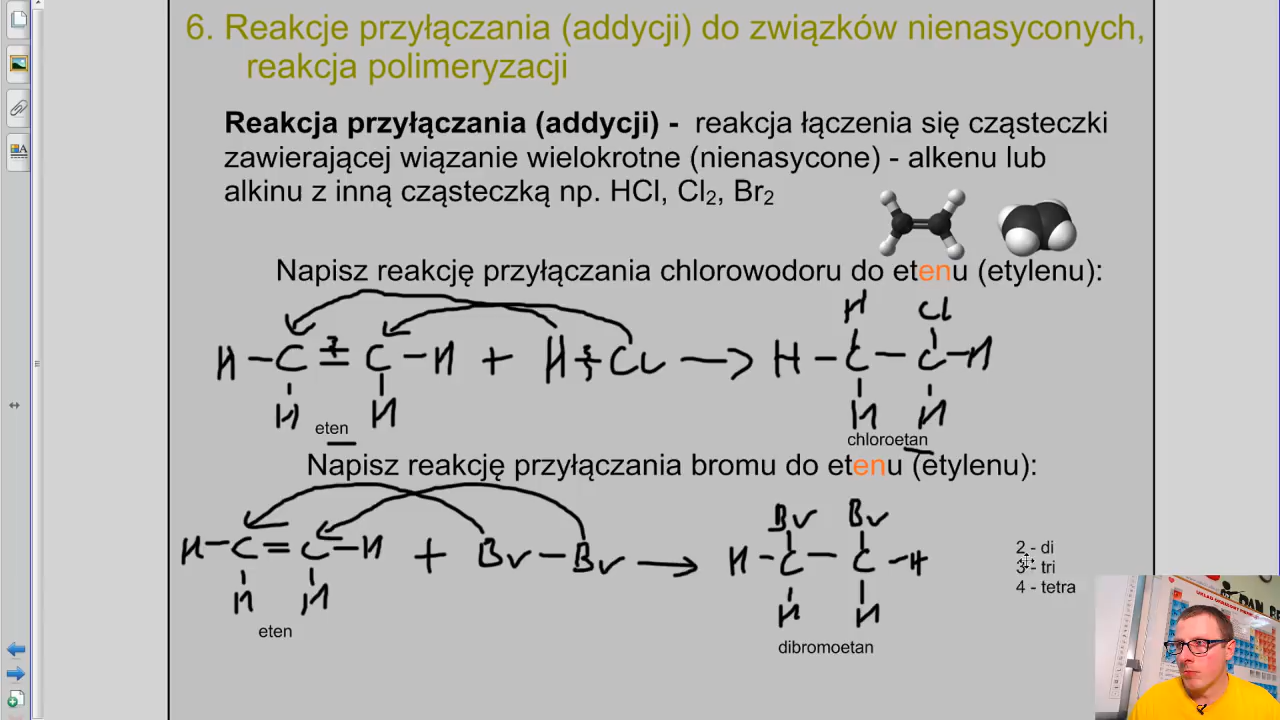 6. Reakcje przyłączania (addycji) do związków nienasyconych,
reakcja polimeryzacji
Reakcja przyłączania (addycji) - reakcja łączenia się cząsteczki
zawierającej wiązanie wielokrotne (nienasycone) - alkenu lub
alkinu z inną cząsteczką np. HCl, Cl₂, Br₂
Napisz reakcję przyłączania chlorowodoru do etenu (etylenu):
H Cl
H – C = C – H + H – Cl → H – C – C – H
H H H H
eten
chloroetan
Napisz reakcję przyłączania bromu do etenu (etylenu):
Br Br
H – C = C – H + Br – Br → H – C – C – H
H H H H
2 - di
3 - tri
4 - tetra
eten
dibromoetan